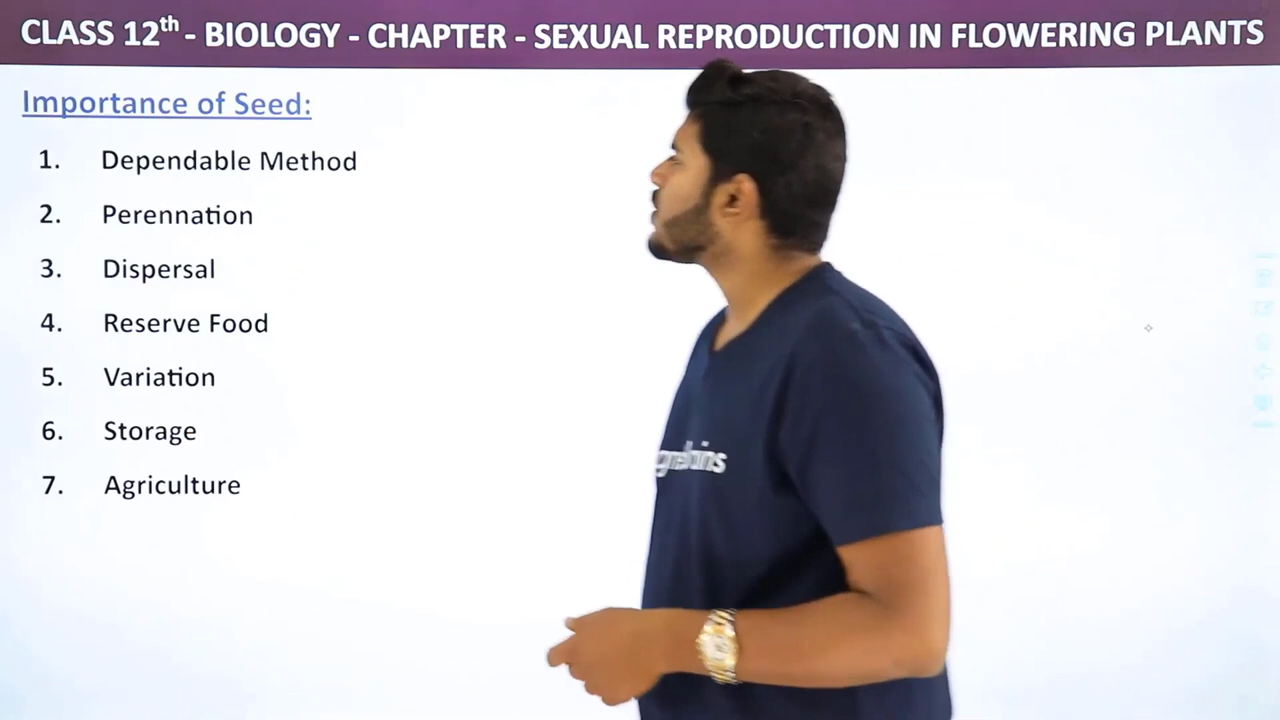 CLASS 12th - BIOLOGY - CHAPTER - SEXUAL REPRODUCTION IN FLOWERING PLANTS
Importance of Seed:
1. Dependable Method
2. Perennation
3. Dispersal
4. Reserve Food
5. Variation
6. Storage
7. Agriculture